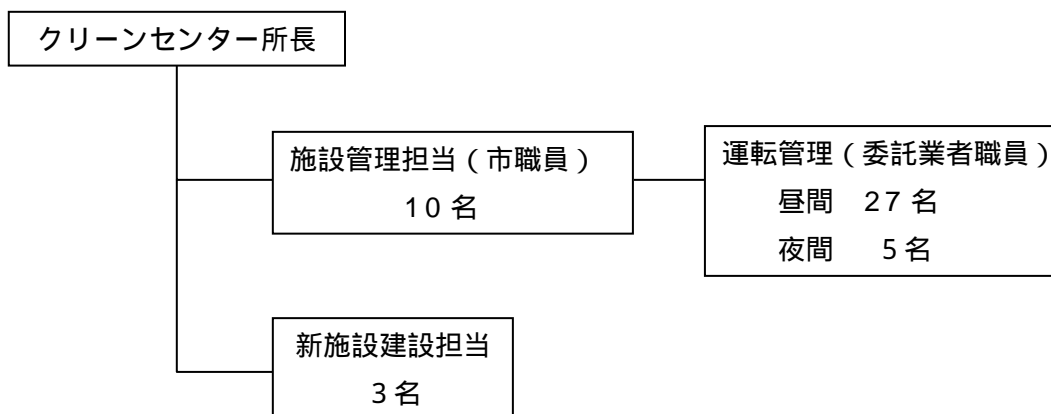 クリーンセンター所長
施設管理担当(市職員)
10名
運転管理(委託業者職員)
昼間 27名
夜間 5名
新施設建設担当
3名